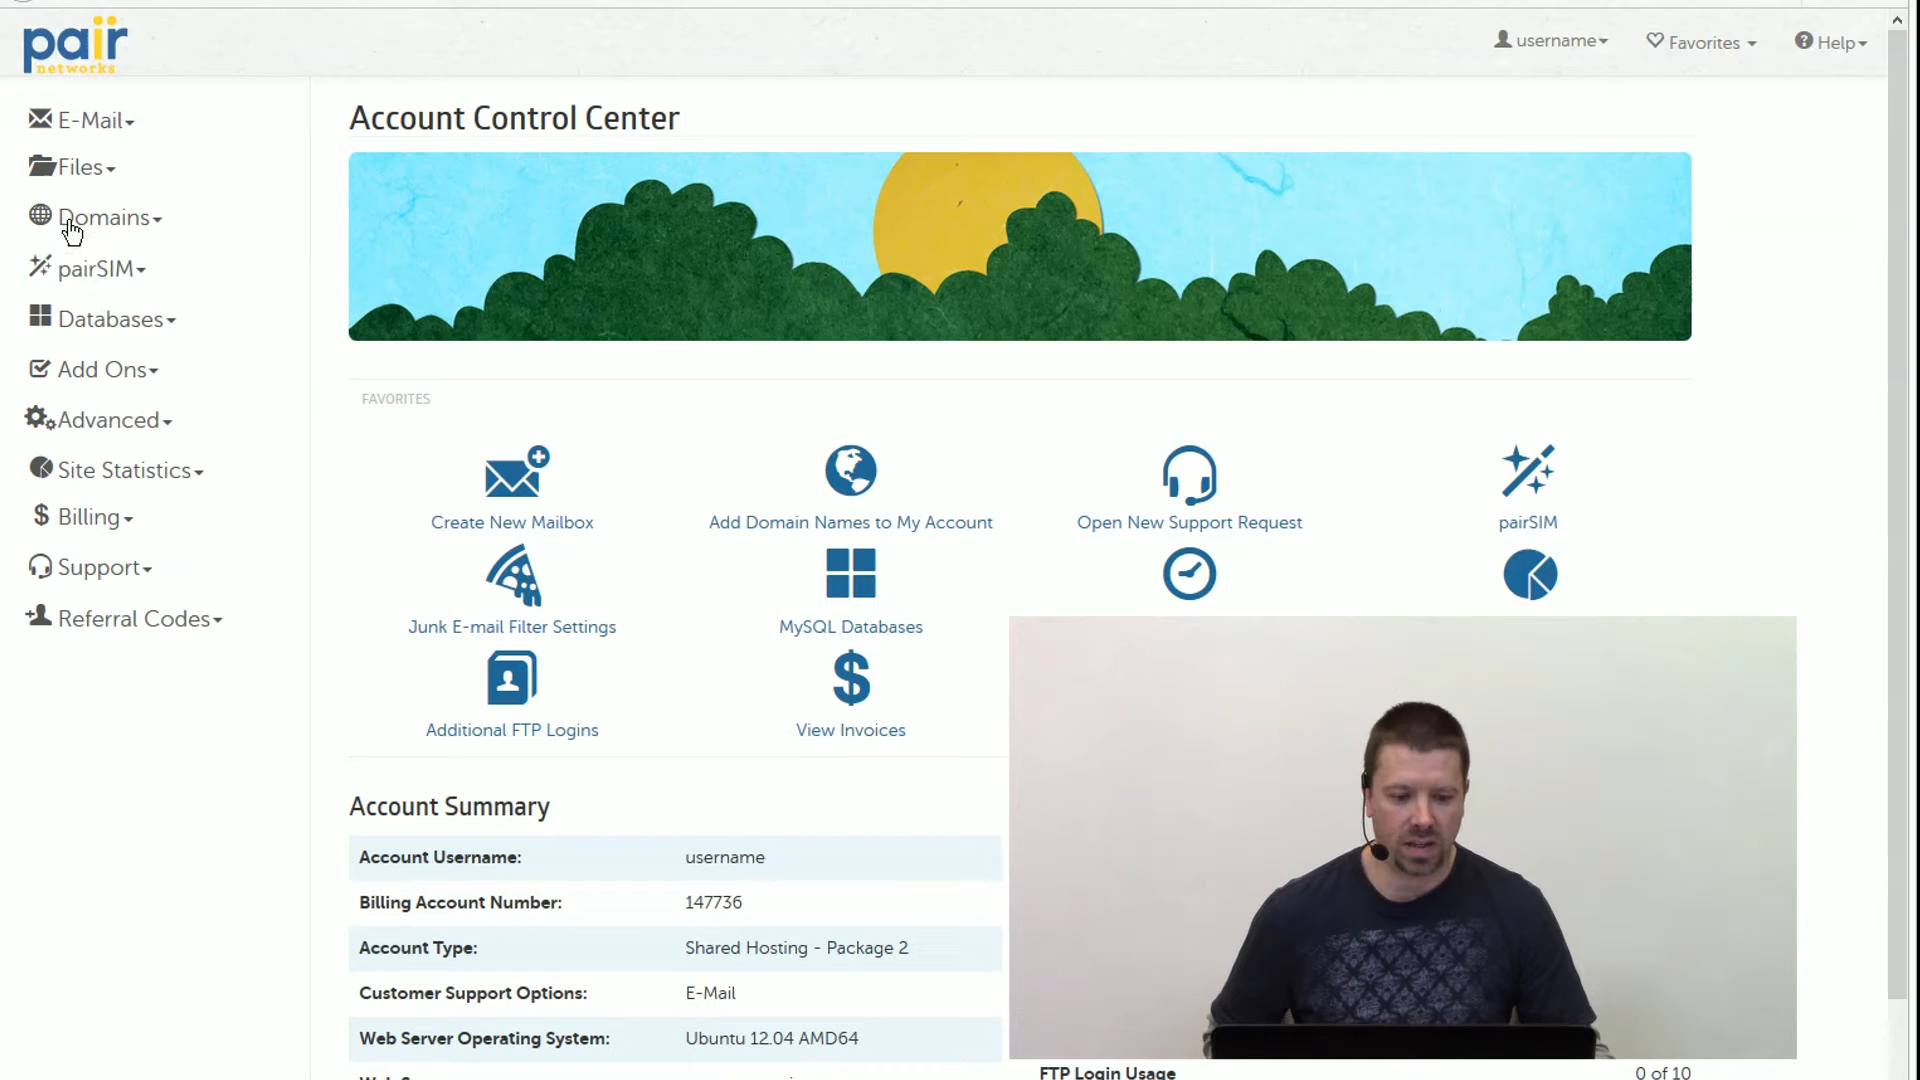 pair
networks
username
Favorites
Help
E-Mail
Files
Domains
pairSIM
Databases
Add Ons
Advanced
Site Statistics
Billing
Support
Referral Codes
Account Control Center
FAVORITES
Create New Mailbox
Add Domain Names to My Account
Open New Support Request
pairSIM
Junk E-mail Filter Settings
MySQL Databases
Additional FTP Logins
View Invoices
Account Summary
Account Username: username
Billing Account Number: 147736
Account Type: Shared Hosting - Package 2
Customer Support Options: E-Mail
Web Server Operating System: Ubuntu 12.04 AMD64
FTP Login Usage 0 of 10